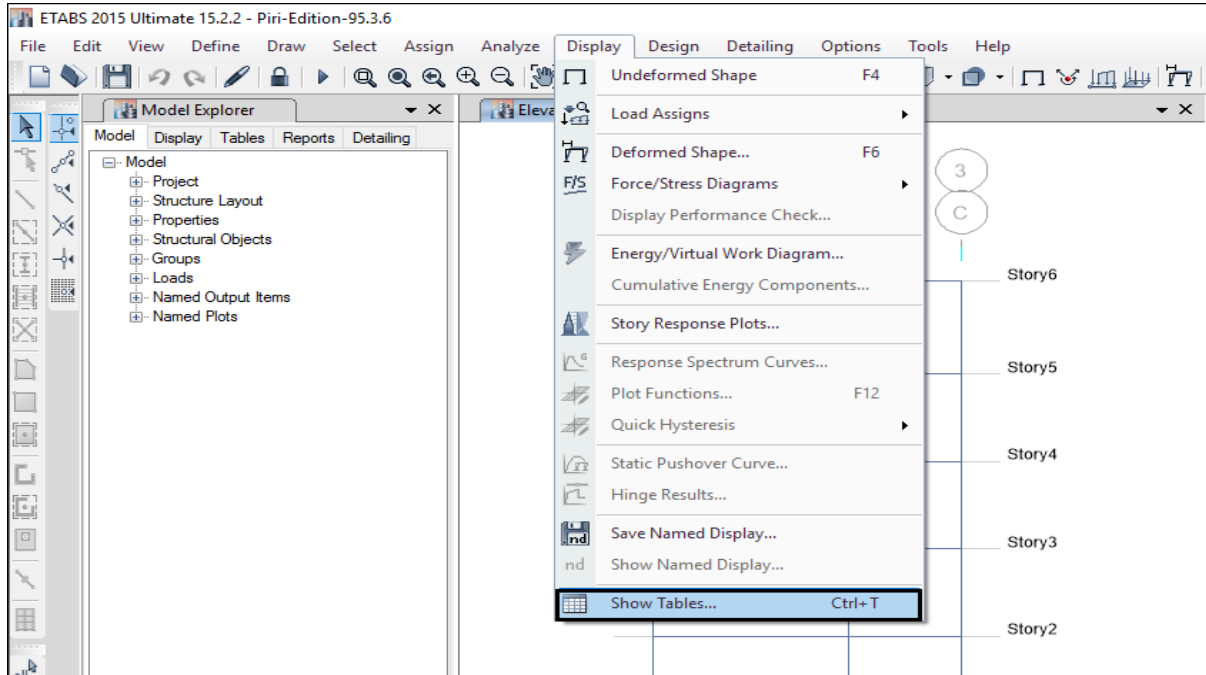 ETABS 2015 Ultimate 15.2.2 - Piri-Edition-95.3.6
File Edit View Define Draw Select Assign Analyze Display Design Detailing Options Tools Help
Model Explorer
Model Display Tables Reports Detailing
Model
Project
Structure Layout
Properties
Structural Objects
Groups
Loads
Named Output Items
Named Plots
Eleva
Undeformed Shape F4
Load Assigns
Deformed Shape... F6
F/S Force/Stress Diagrams
Display Performance Check...
Energy/Virtual Work Diagram...
Cumulative Energy Components...
Story Response Plots...
Response Spectrum Curves...
Plot Functions... F12
Quick Hysteresis
Static Pushover Curve...
Hinge Results...
.nd Save Named Display...
nd Show Named Display...
Show Tables... Ctrl+T
3
C
Story6
Story5
Story4
Story3
Story2